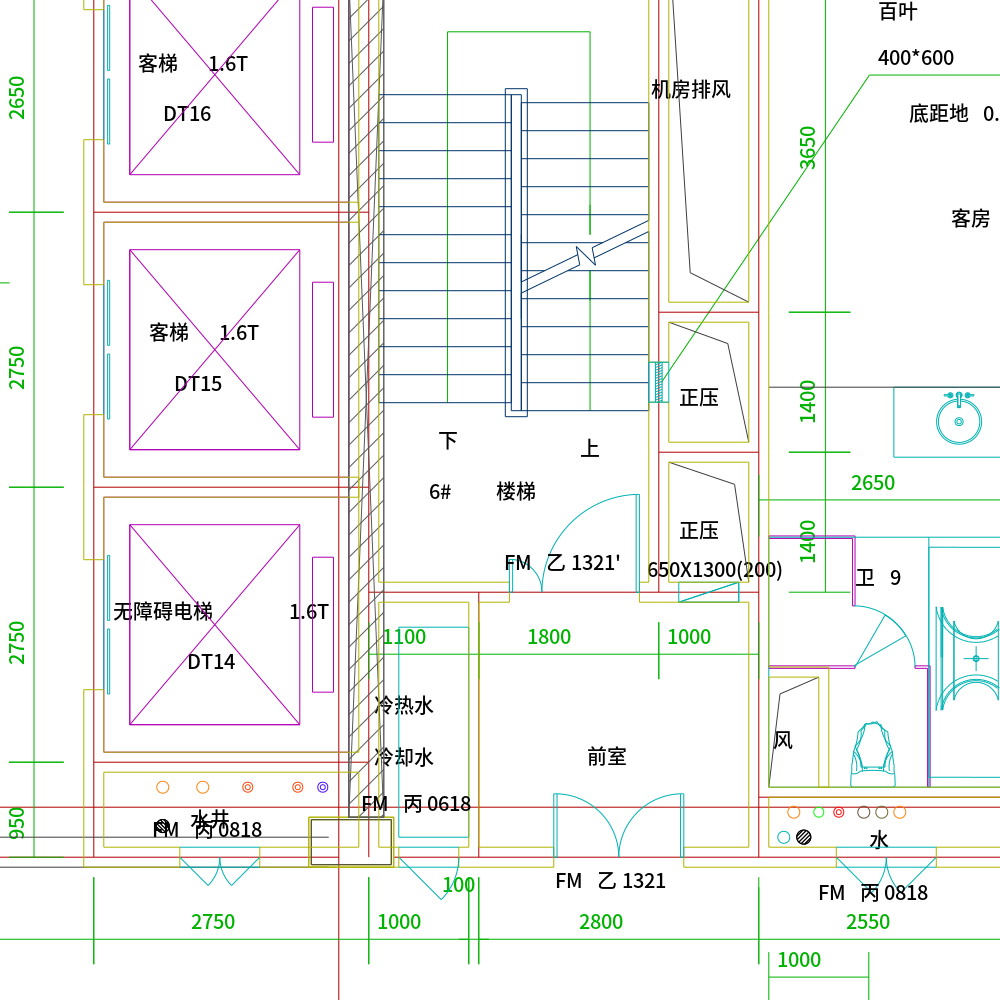 百叶
400*600
底距地 0.
客梯 1.6T
DT16
机房排风
2650
3650
客房
客梯 1.6T
DT15
2750
正压
1400
下
上
6# 楼梯
2650
正压
1400
FM 乙 1321'
650X1300(200)
卫 9
无障碍电梯 1.6T
DT14
2750
1100
1800
1000
冷热水
冷却水
前室
风
FM 丙 0618
950
水井
FM 丙 0818
水
FM 乙 1321
100
FM 丙 0818
2750
1000
2800
2550
1000